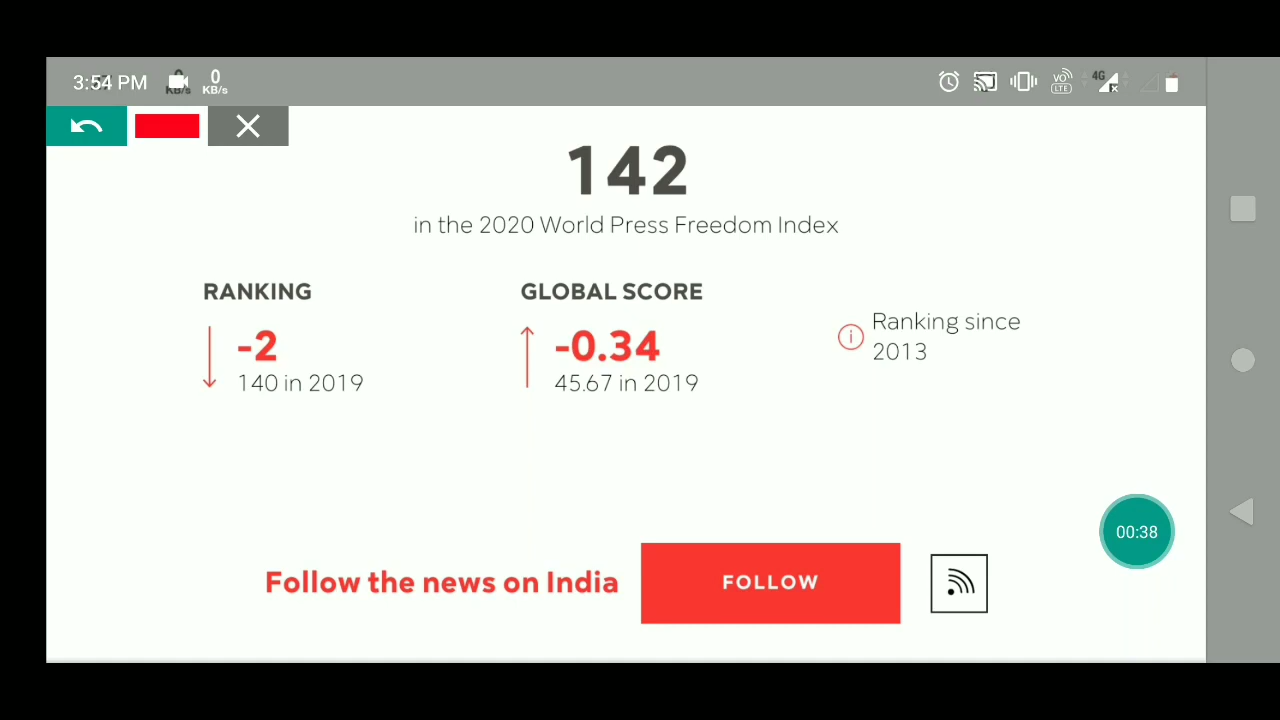 3:54 PM 0 KB/s
4G
VO LTE
142
in the 2020 World Press Freedom Index
RANKING
-2
140 in 2019
GLOBAL SCORE
-0.34
45.67 in 2019
Ranking since
2013
00:38
Follow the news on India
FOLLOW